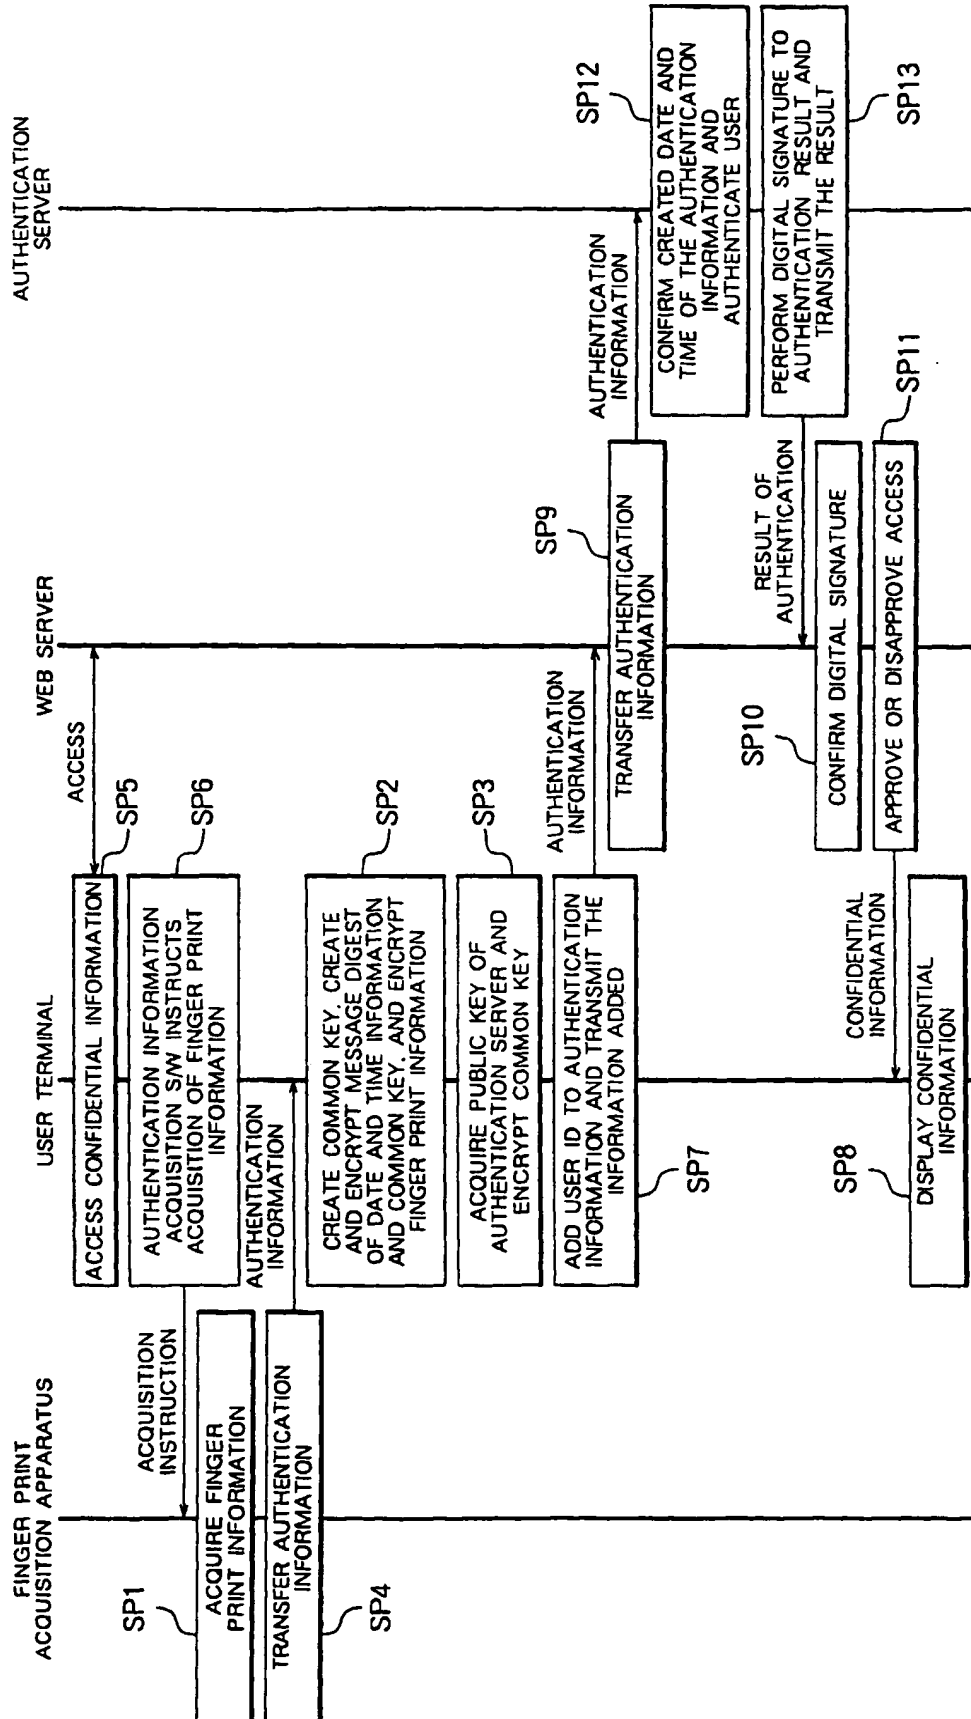 FINGER PRINT
ACQUISITION APPARATUS
USER TERMINAL
WEB SERVER
AUTHENTICATION
SERVER
ACCESS
ACCESS CONFIDENTIAL INFORMATION
SP5
AUTHENTICATION INFORMATION
ACQUISITION S/W INSTRUCTS
ACQUISITION OF FINGER PRINT
INFORMATION
SP6
ACQUISITION
INSTRUCTION
SP1
ACQUIRE FINGER
PRINT INFORMATION
TRANSFER AUTHENTICATION
INFORMATION
SP4
AUTHENTICATION
INFORMATION
CREATE COMMON KEY, CREATE
AND ENCRYPT MESSAGE DIGEST
OF DATE AND TIME INFORMATION
AND COMMON KEY, AND ENCRYPT
FINGER PRINT INFORMATION
SP2
ACQUIRE PUBLIC KEY OF
AUTHENTICATION SERVER AND
ENCRYPT COMMON KEY
SP3
ADD USER ID TO AUTHENTICATION
INFORMATION AND TRANSMIT THE
INFORMATION ADDED
SP7
AUTHENTICATION
INFORMATION
SP9
TRANSFER AUTHENTICATION
INFORMATION
AUTHENTICATION
INFORMATION
SP12
CONFIRM CREATED DATE AND
TIME OF THE AUTHENTICATION
INFORMATION AND
AUTHENTICATE USER
PERFORM DIGITAL SIGNATURE TO
AUTHENTICATION RESULT AND
TRANSMIT THE RESULT
SP13
RESULT OF
AUTHENTICATION
SP10
CONFIRM DIGITAL SIGNATURE
APPROVE OR DISAPPROVE ACCESS
SP11
CONFIDENTIAL
INFORMATION
SP8
DISPLAY CONFIDENTIAL
INFORMATION